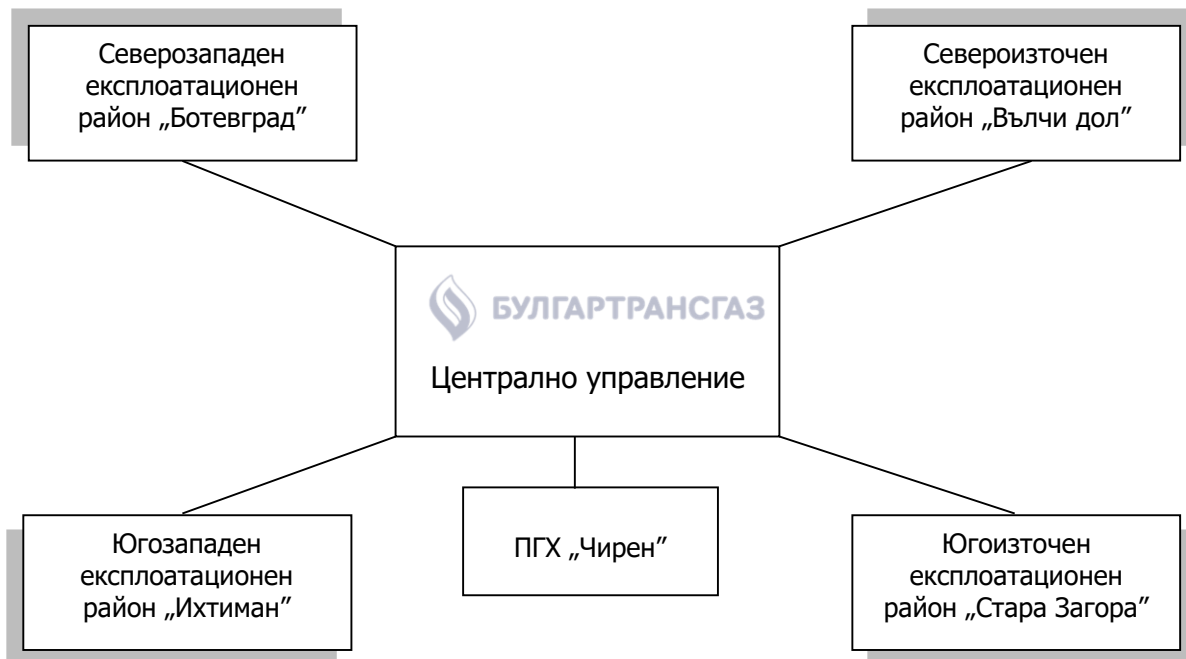 Северозападен
експлоатационен
район „Ботевград”
Североизточен
експлоатационен
район „Вълчи дол”
БУЛГАРТРАНСГАЗ
Централно управление
Югозападен
експлоатационен
район „Ихтиман”
ПГХ „Чирен”
Югоизточен
експлоатационен
район „Стара Загора”